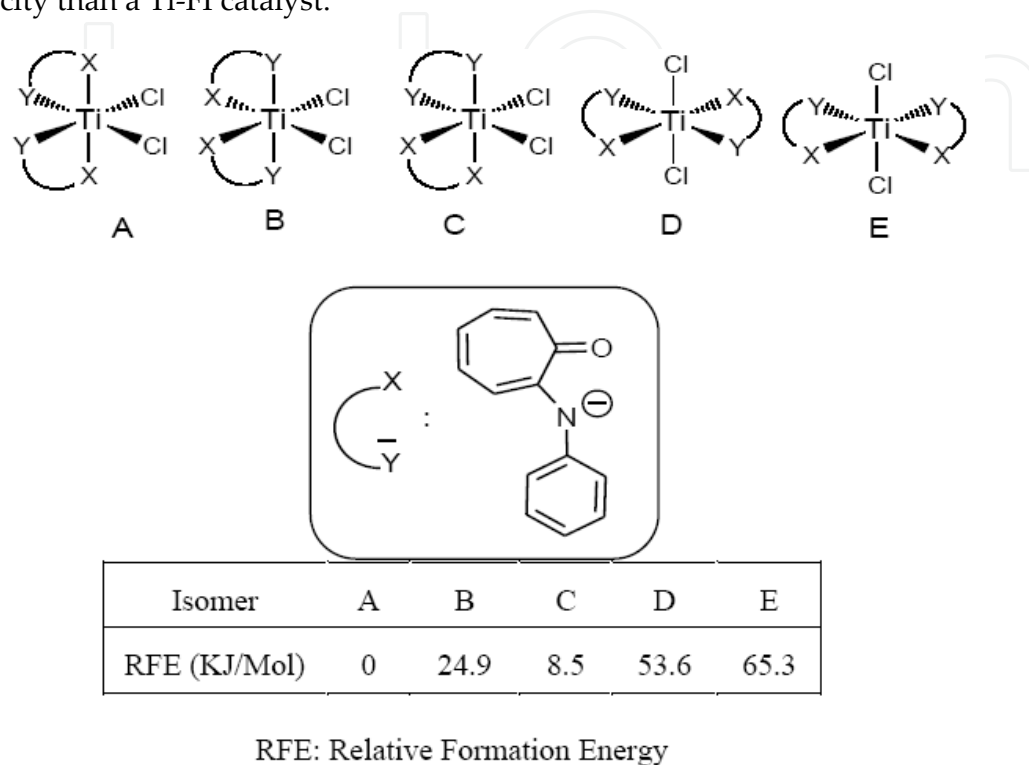 city than a Ti-FI catalyst.
X Y Cl Ti Y Cl X
Y X Cl Ti X Cl Y
Y Y Cl Ti X Cl X
Cl Y X Ti X Y Cl
Cl Y Y Ti X X Cl
A B C D E
X
Y
:
O
N
Isomer A B C D E
RFE (KJ/Mol) 0 24.9 8.5 53.6 65.3
RFE: Relative Formation Energy